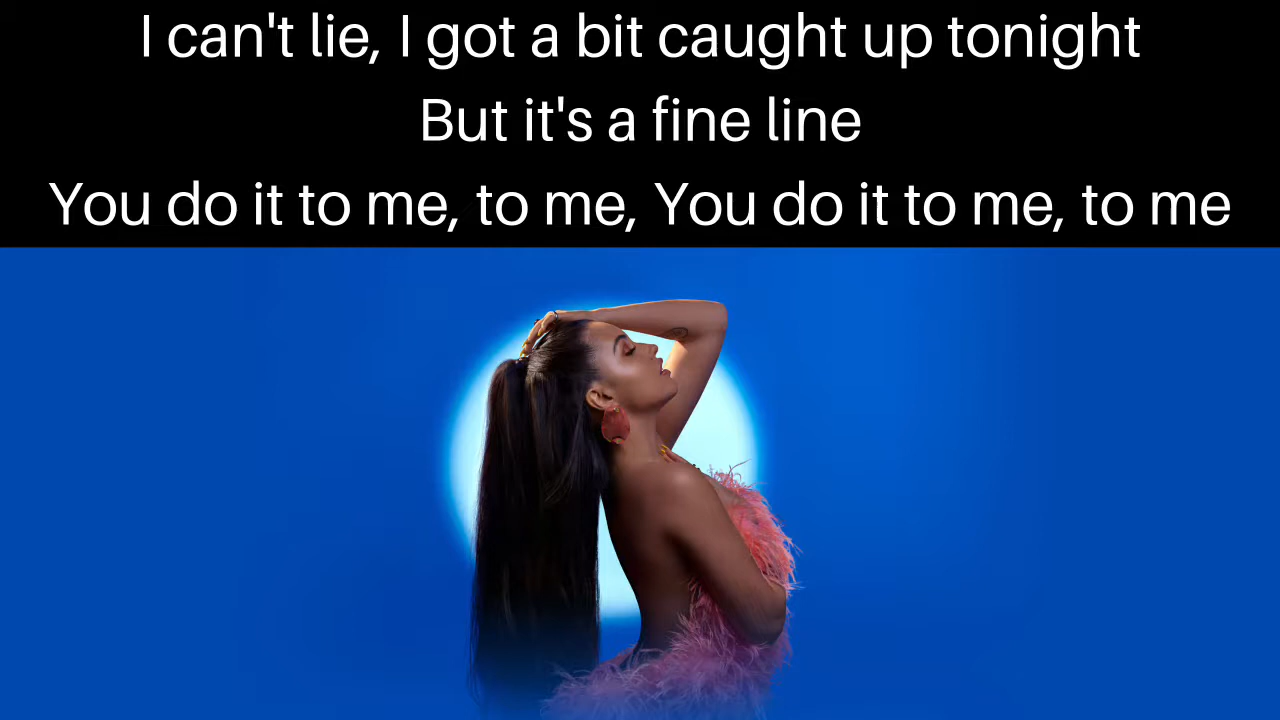 I can't lie, I got a bit caught up tonight
But it's a fine line
You do it to me, to me, You do it to me, to me